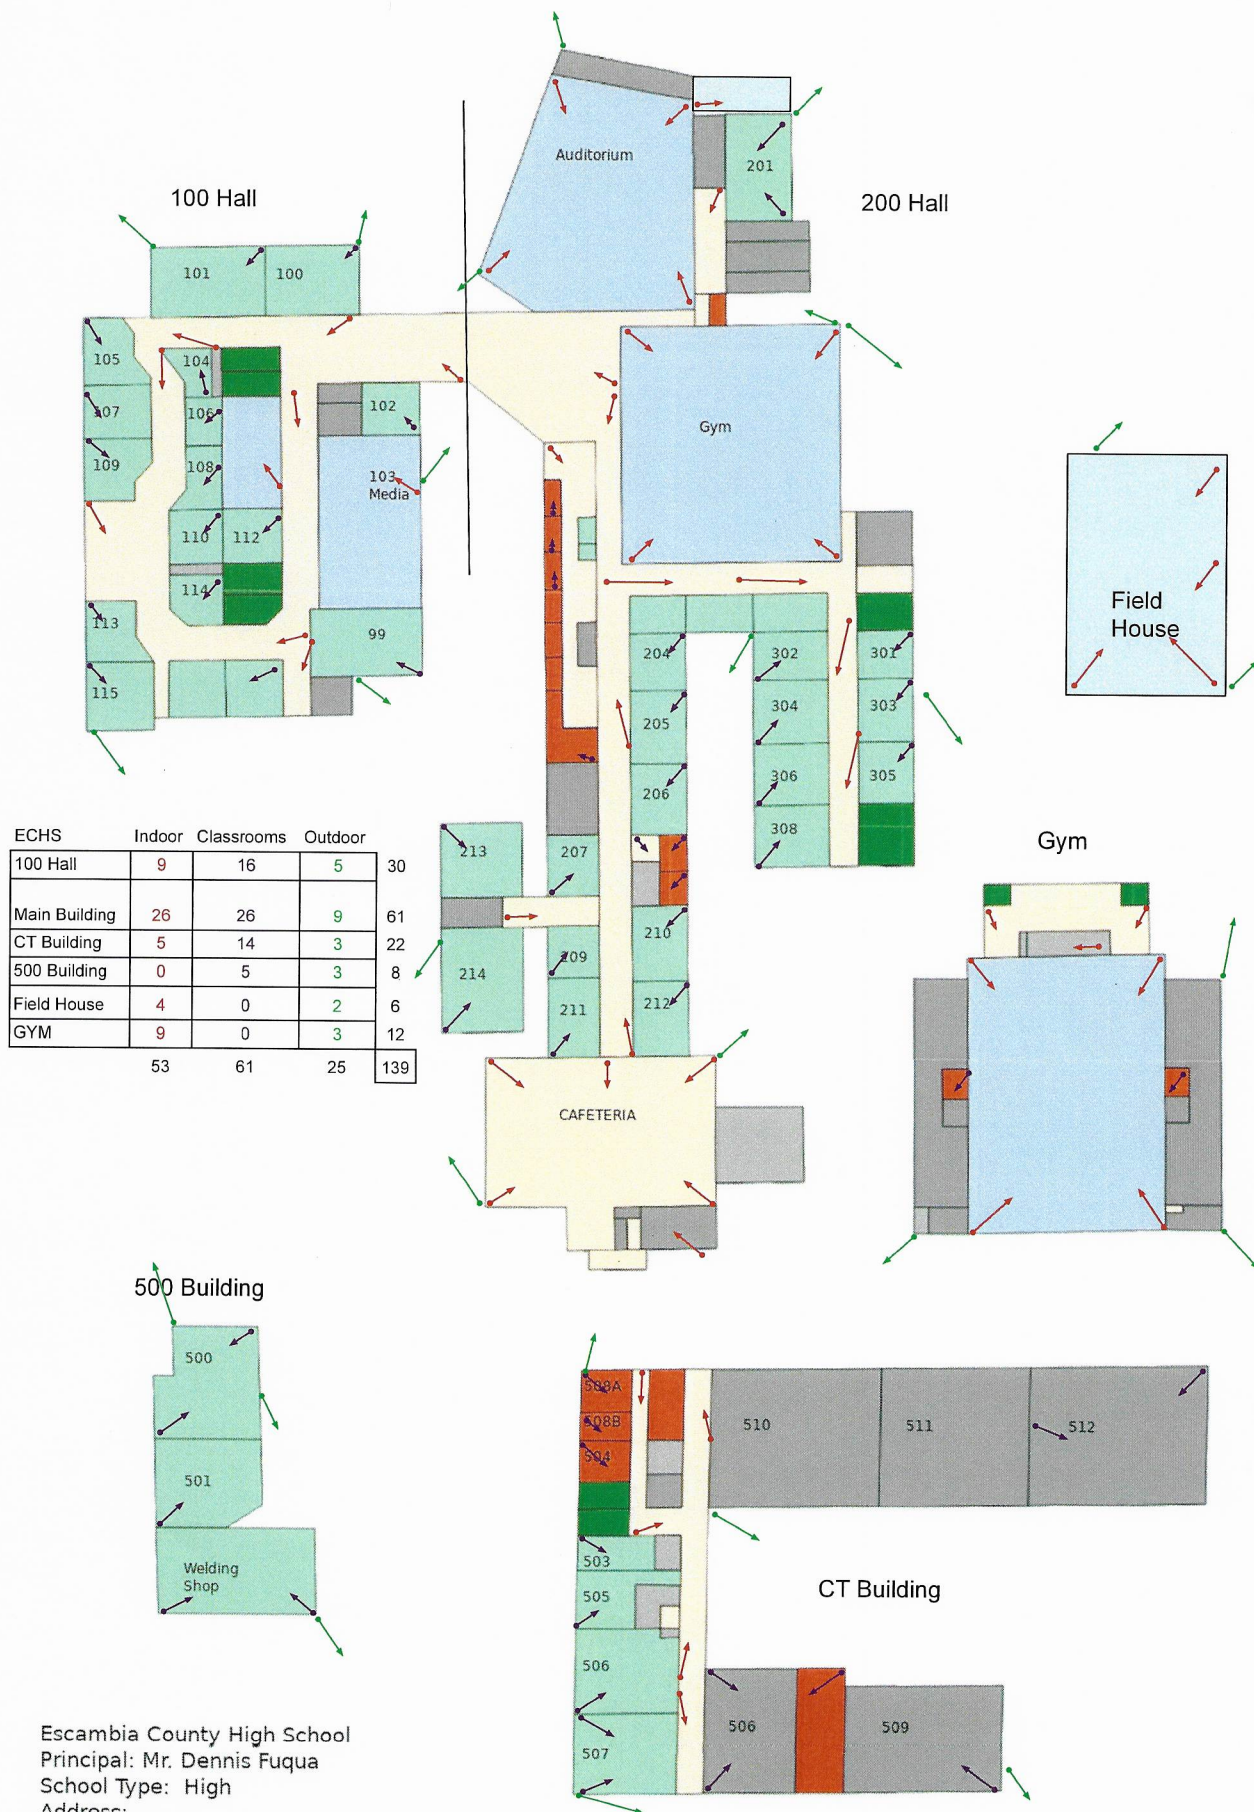 Auditorium
201
100 Hall
200 Hall
101
100
105
104
107
106
102
109
108
103
Media
Gym
110
112
114
113
99
115
204
302
301
205
304
303
206
306
305
308
Field
House
ECHS Indoor Classrooms Outdoor
100 Hall 9 16 5 30
Main Building 26 26 9 61
CT Building 5 14 3 22
500 Building 0 5 3 8
Field House 4 0 2 6
GYM 9 0 3 12
53 61 25 139
213
207
214
209
210
211
212
CAFETERIA
Gym
500 Building
500
501
Welding
Shop
508A
508B
504
510
511
512
503
505
CT Building
506
507
506
509
Escambia County High School
Principal: Mr. Dennis Fuqua
School Type: High
Address: